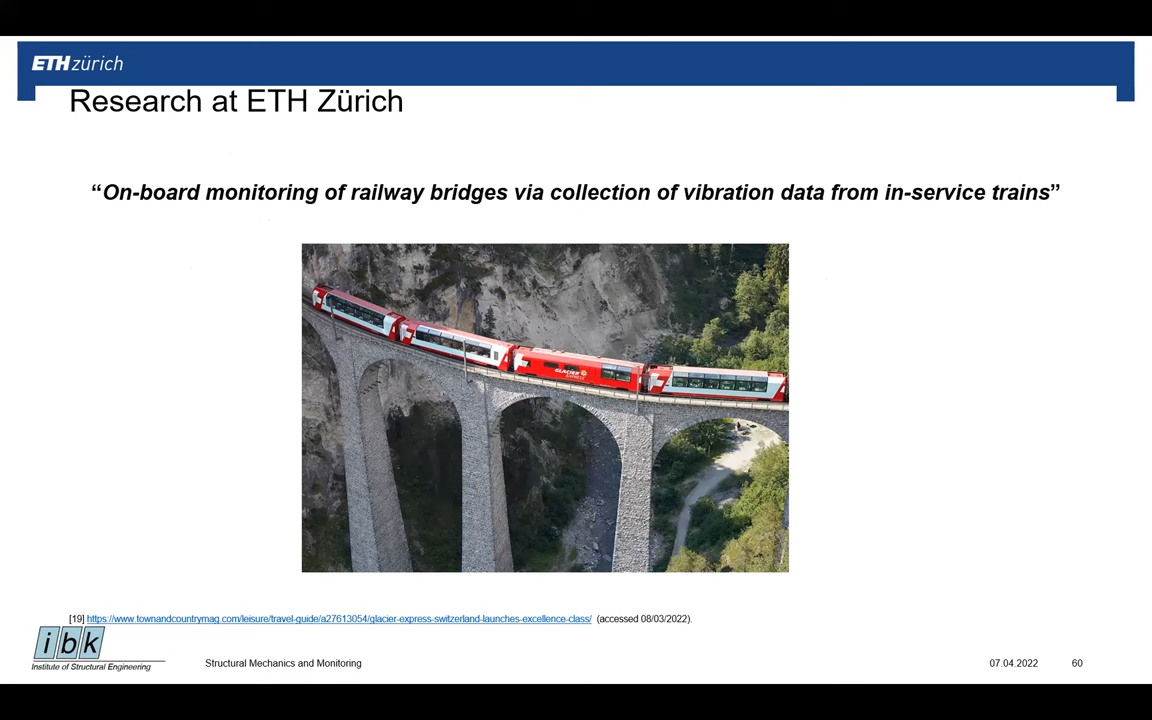 ETH zürich
Research at ETH Zürich
“On-board monitoring of railway bridges via collection of vibration data from in-service trains”
GLACIER
EXPRESS
[19] https://www.townandcountrymag.com/leisure/travel-guide/a27613054/glacier-express-switzerland-launches-excellence-class/ (accessed 08/03/2022).
ibk
Institute of Structural Engineering
Structural Mechanics and Monitoring
07.04.2022
60